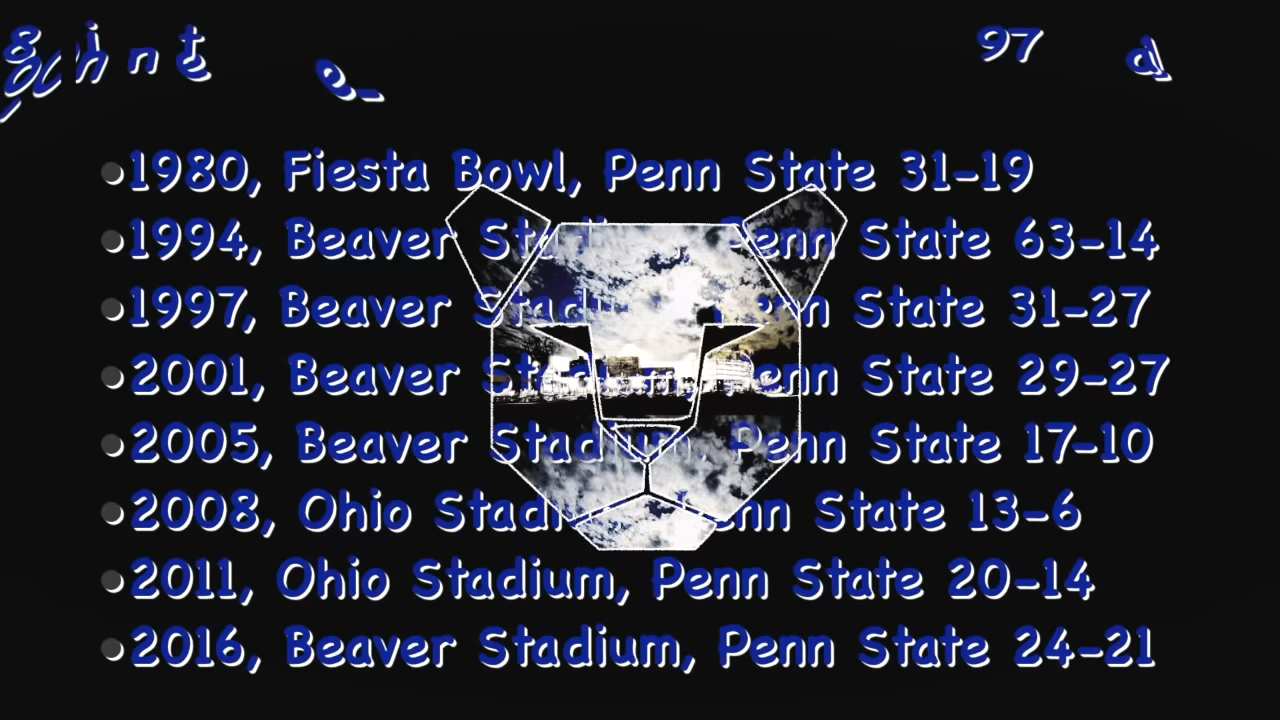 •1980, Fiesta Bowl, Penn State 31-19
•1994, Beaver Stadium, Penn State 63-14
•1997, Beaver Stadium, Penn State 31-27
•2001, Beaver Stadium, Penn State 29-27
•2005, Beaver Stadium, Penn State 17-10
•2008, Ohio Stadium, Penn State 13-6
•2011, Ohio Stadium, Penn State 20-14
•2016, Beaver Stadium, Penn State 24-21